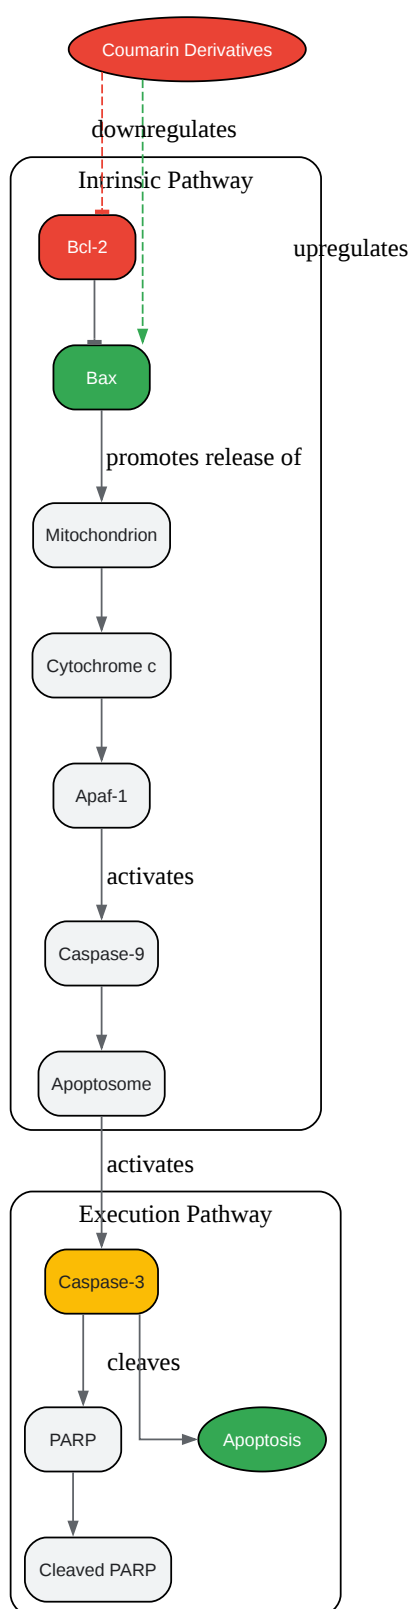 Coumarin Derivatives
downregulates
Intrinsic Pathway
Bcl-2
upregulates
Bax
promotes release of
Mitochondrion
Cytochrome c
Apaf-1
activates
Caspase-9
Apoptosome
activates
Execution Pathway
Caspase-3
cleaves
PARP
Apoptosis
Cleaved PARP